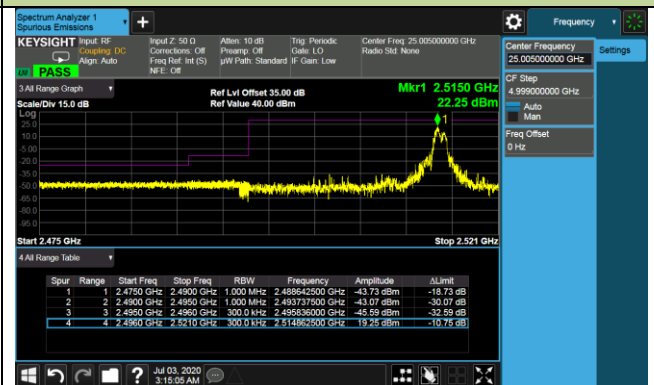 Spectrum Analyzer 1
Spurious Emissions
Frequency
KEYSIGHT
Input: RF
Coupling: DC
Align: Auto
Input Z: 50 Ω
Corrections: Off
Freq Ref: Int (S)
NFE: Off
Atten: 10 dB
Preamp: Off
µW Path: Standard
Trig: Periodic
Gate: LO
IF Gain: Low
Center Freq: 25.005000000 GHz
Radio Std: None
PASS
Center Frequency
25.005000000 GHz
Settings
CF Step
4.999000000 GHz
Auto
Man
Freq Offset
0 Hz
3 All Range Graph
Scale/Div 15.0 dB
Ref Lvl Offset 35.00 dB
Ref Value 40.00 dBm
Mkr1 2.5150 GHz
22.25 dBm
Log
25.0
10.0
-5.00
-20.0
-35.0
-50.0
-65.0
-80.0
-95.0
1
Start 2.475 GHz
Stop 2.521 GHz
4 All Range Table
Spur Range Start Freq Stop Freq RBW Frequency Amplitude ΔLimit
1 1 2.4750 GHz 2.4900 GHz 1.000 MHz 2.488642500 GHz -43.73 dBm -18.73 dB
2 2 2.4900 GHz 2.4950 GHz 1.000 MHz 2.493737500 GHz -43.07 dBm -30.07 dB
3 3 2.4950 GHz 2.4960 GHz 300.0 kHz 2.495836000 GHz -45.59 dBm -32.59 dB
4 4 2.4960 GHz 2.5210 GHz 300.0 kHz 2.514862500 GHz 19.25 dBm -10.75 dB
?
Jul 03, 2020
3:15:05 AM